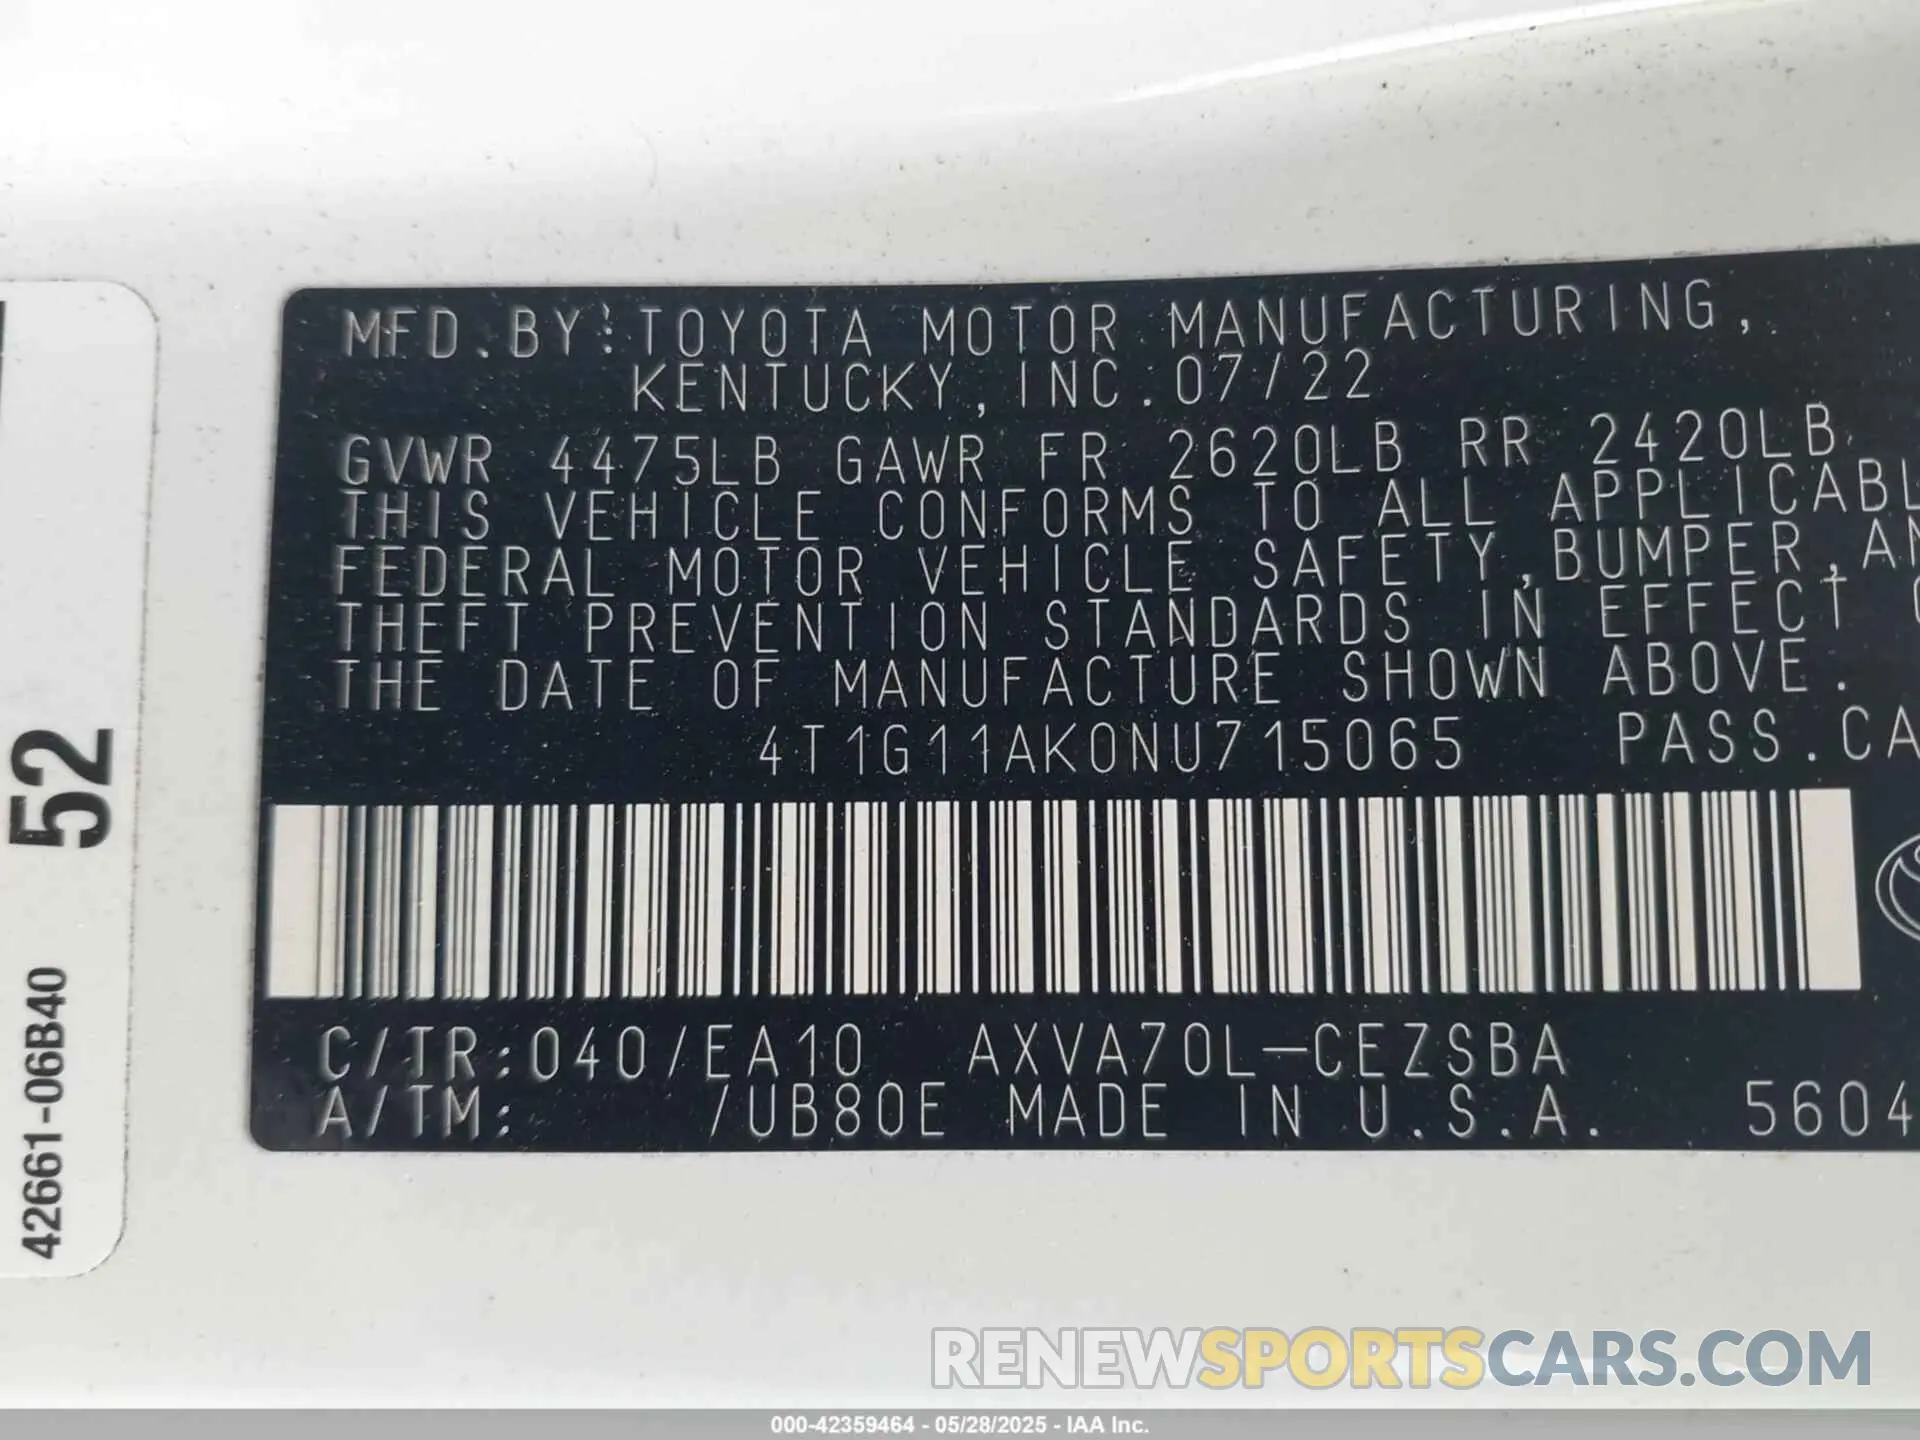 MFD.BY:TOYOTA MOTOR MANUFACTURING,
KENTUCKY, INC.07/22
GVWR 4475LB GAWR FR 2620LB RR 2420LB
THIS VEHICLE CONFORMS TO ALL APPLICABL
FEDERAL MOTOR VEHICLE SAFETY,BUMPER,AN
THEFT PREVENTION STANDARDS IN EFFECT
THE DATE OF MANUFACTURE SHOWN ABOVE.
4T1G11AK0NU715065 PASS.CA
C/TR:040/EA10 AXVA70L-CEZSBA
A/TM: /UB80E MADE IN U.S.A. 5604
52
42661-06B40
RENEWSPORTSCARS.COM
000-42359464 - 05/28/2025 - IAA Inc.